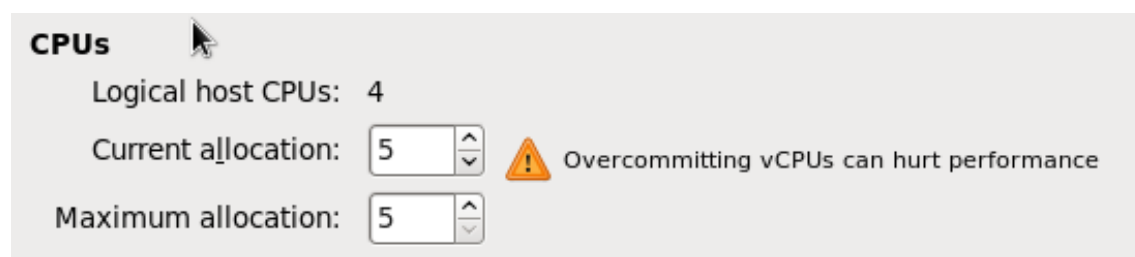 CPUs
Logical host CPUs: 4
Current allocation: 5 Overcommitting vCPUs can hurt performance
Maximum allocation: 5